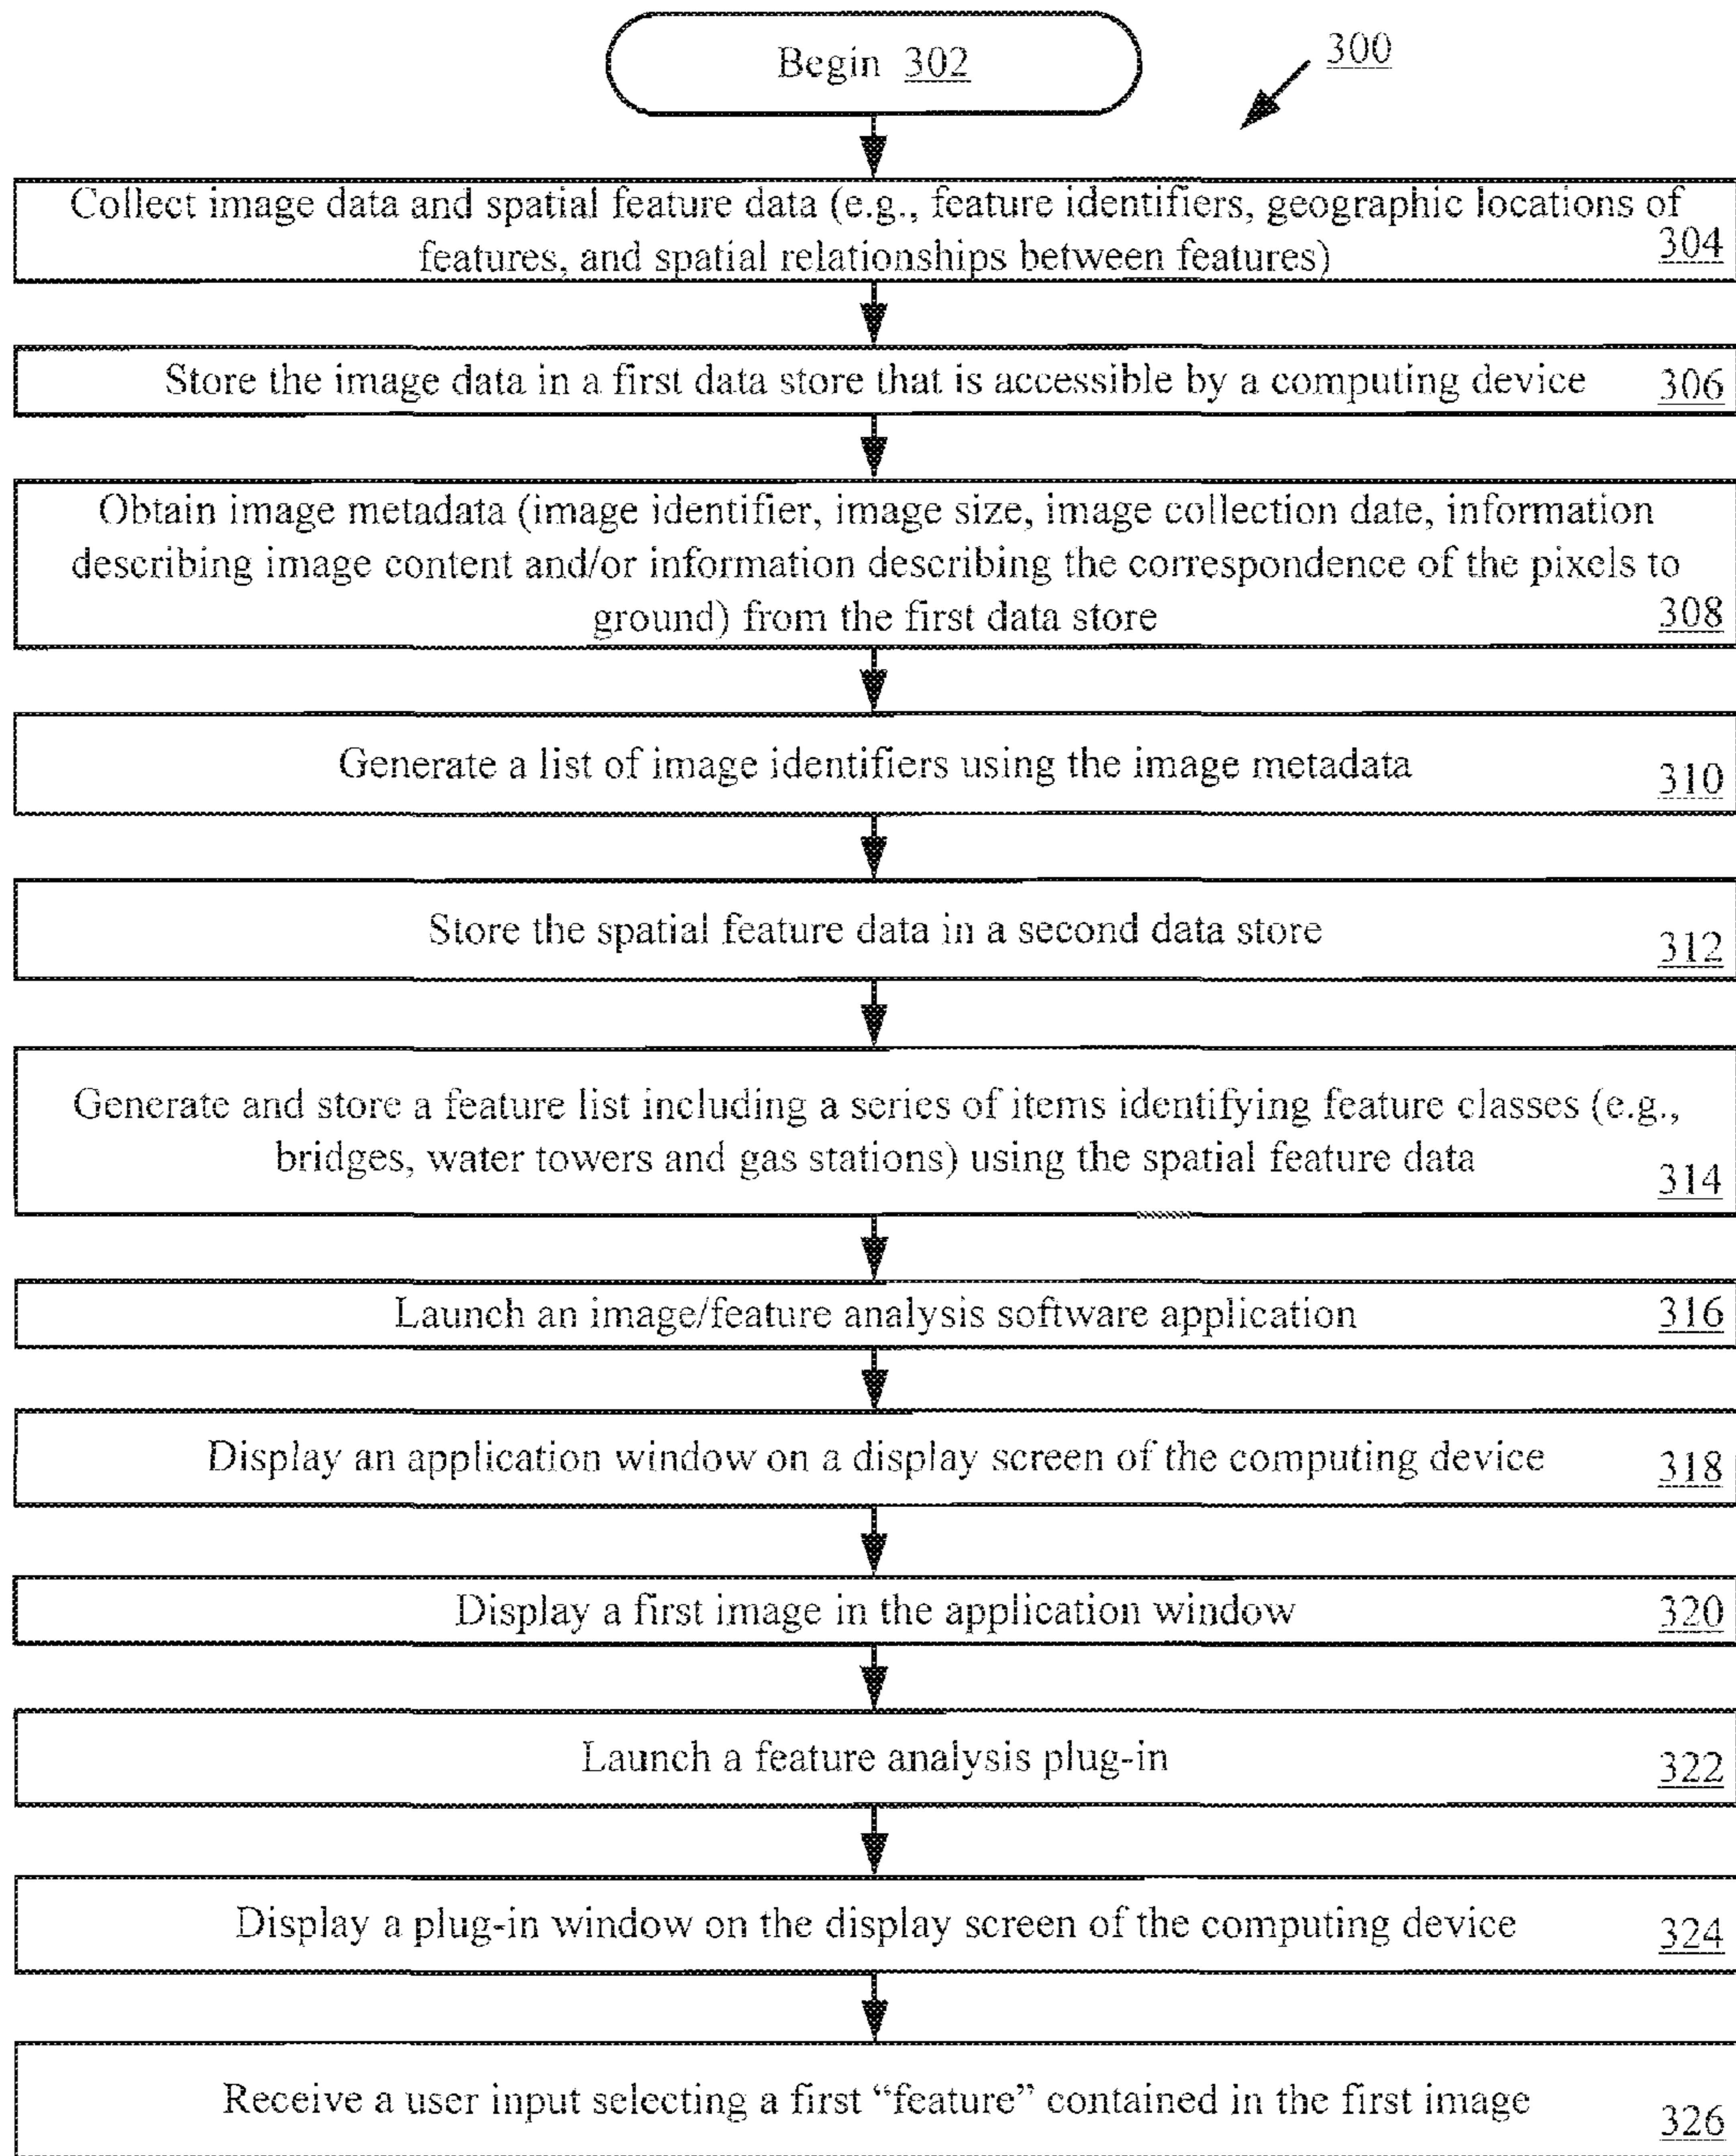 Begin 302
300
Collect image data and spatial feature data (e.g., feature identifiers, geographic locations of
features, and spatial relationships between features)
304
Store the image data in a first data store that is accessible by a computing device
306
Obtain image metadata (image identifier, image size, image collection date, information
describing image content and/or information describing the correspondence of the pixels to
ground) from the first data store
308
Generate a list of image identifiers using the image metadata
310
Store the spatial feature data in a second data store
312
Generate and store a feature list including a series of items identifying feature classes (e.g.,
bridges, water towers and gas stations) using the spatial feature data
314
Launch an image/feature analysis software application
316
Display an application window on a display screen of the computing device
318
Display a first image in the application window
320
Launch a feature analysis plug-in
322
Display a plug-in window on the display screen of the computing device
324
Receive a user input selecting a first “feature” contained in the first image
326